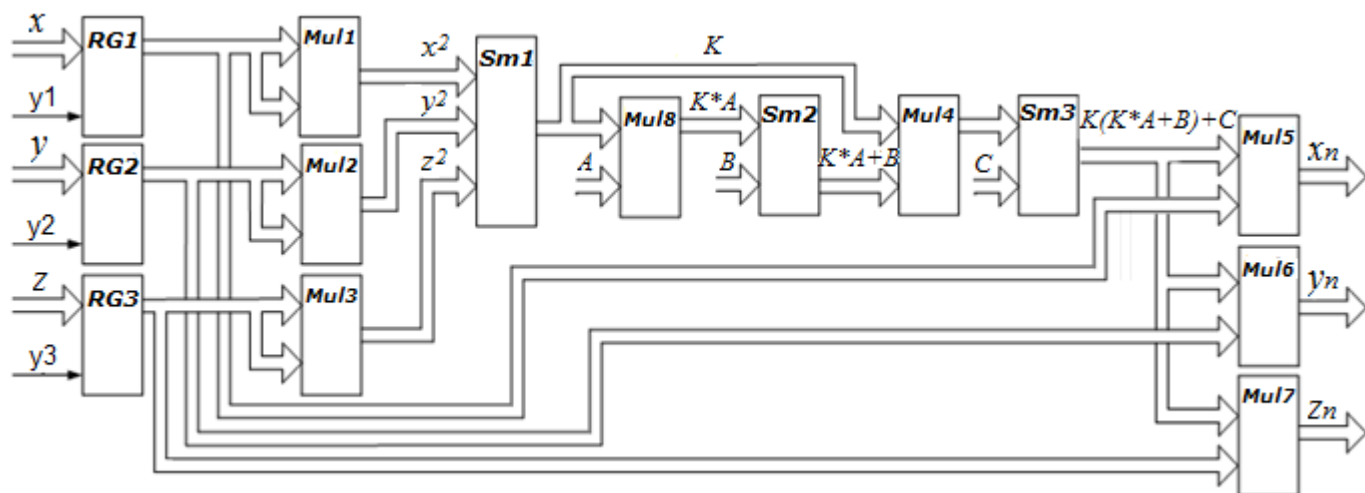 x
RG1
y1
Mul1
x²
Sm1
K
y
RG2
y2
Mul2
y²
z
RG3
y3
Mul3
z²
A
Mul8
K*A
B
Sm2
K*A+B
Mul4
C
Sm3
K(K*A+B)+C
Mul5
xn
Mul6
yn
Mul7
zn